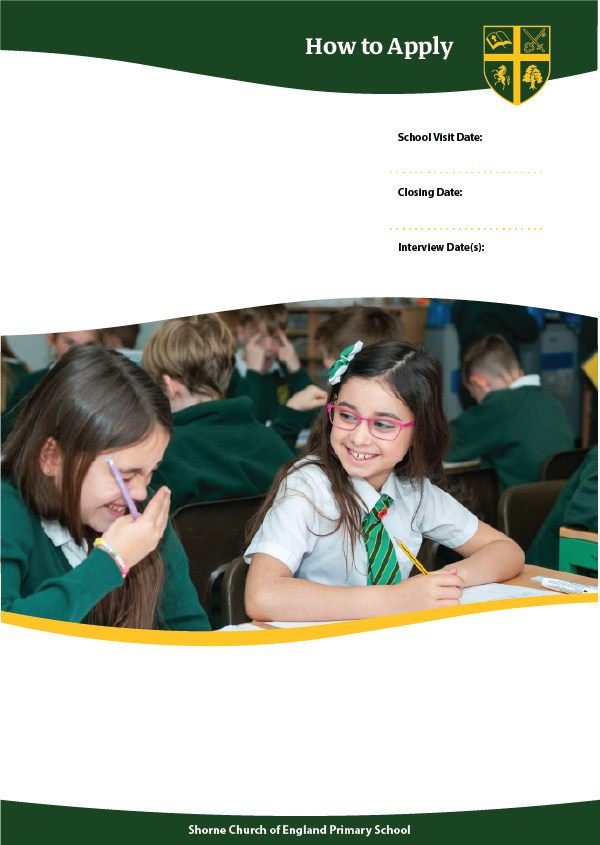 How to Apply
School Visit Date:
Closing Date:
Interview Date(s):
Shorne Church of England Primary School